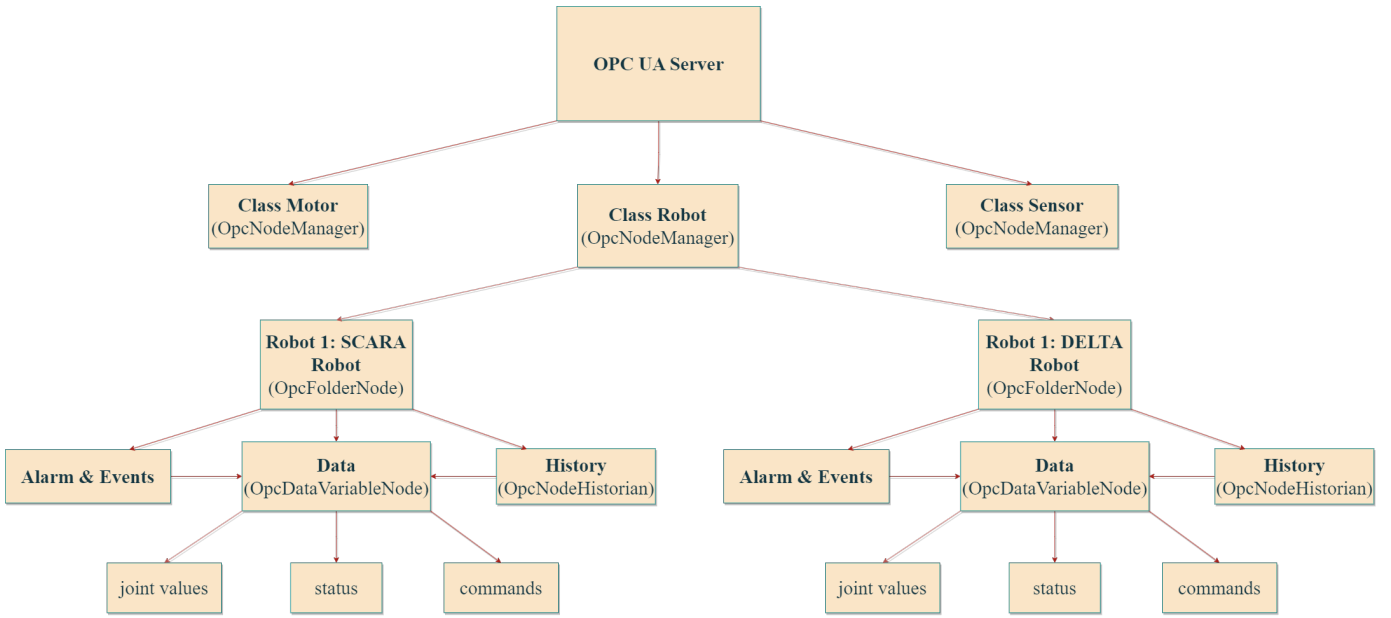 OPC UA Server
Class Motor
(OpcNodeManager)
Class Robot
(OpcNodeManager)
Class Sensor
(OpcNodeManager)
Robot 1: SCARA
Robot
(OpcFolderNode)
Robot 1: DELTA
Robot
(OpcFolderNode)
Alarm & Events
Data
(OpcDataVariableNode)
History
(OpcNodeHistorian)
Alarm & Events
Data
(OpcDataVariableNode)
History
(OpcNodeHistorian)
joint values
status
commands
joint values
status
commands